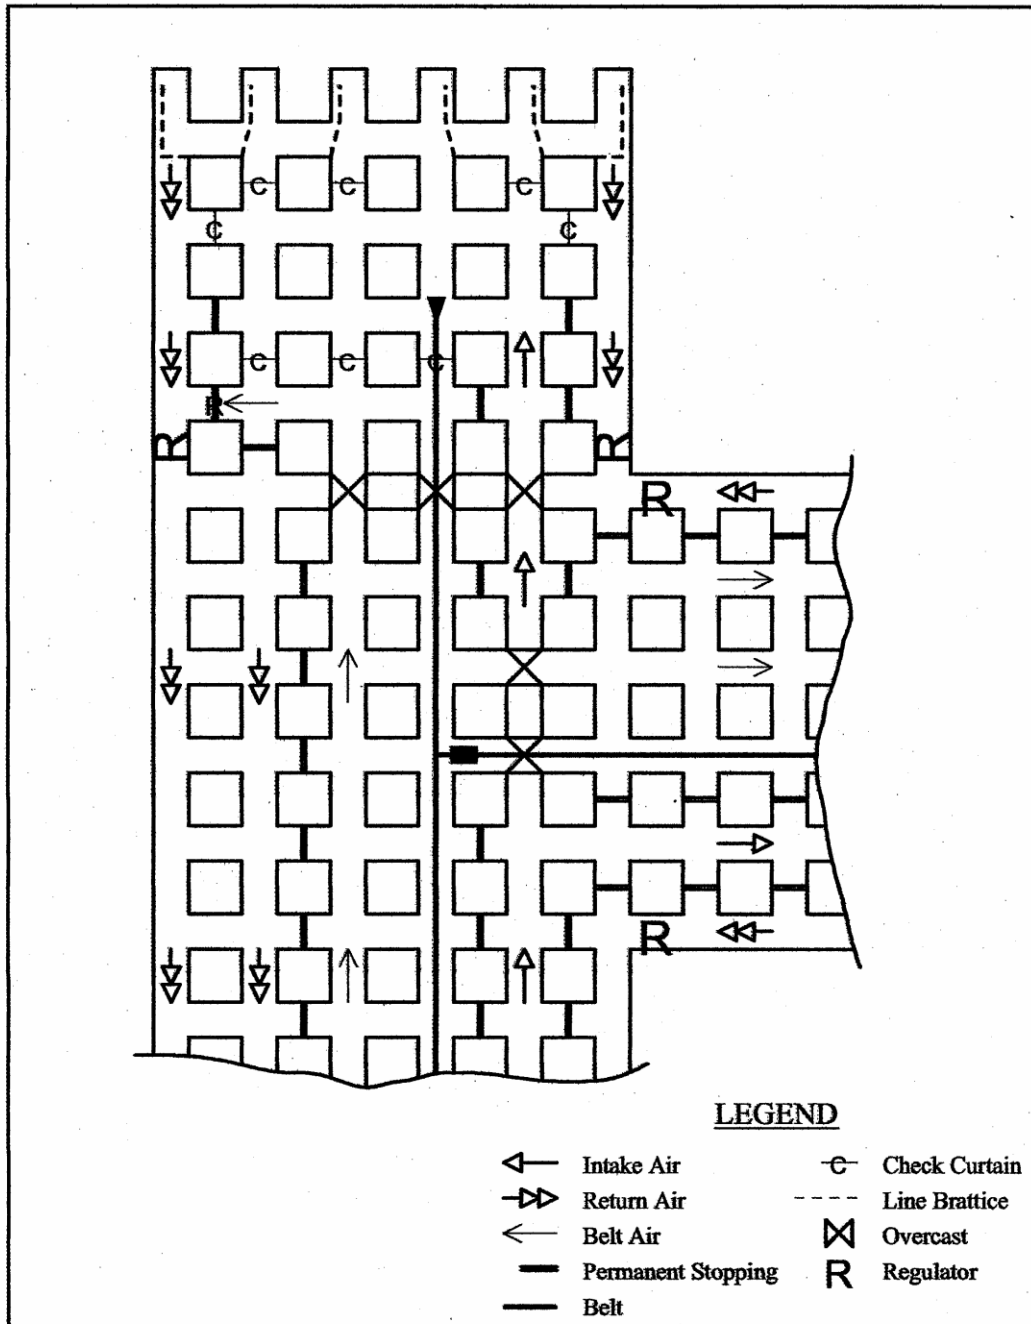 C C C
C C
C C C
R
R R
R
R
LEGEND
Intake Air
C Check Curtain
Return Air
Line Brattice
Belt Air
Overcast
Permanent Stopping
R Regulator
Belt